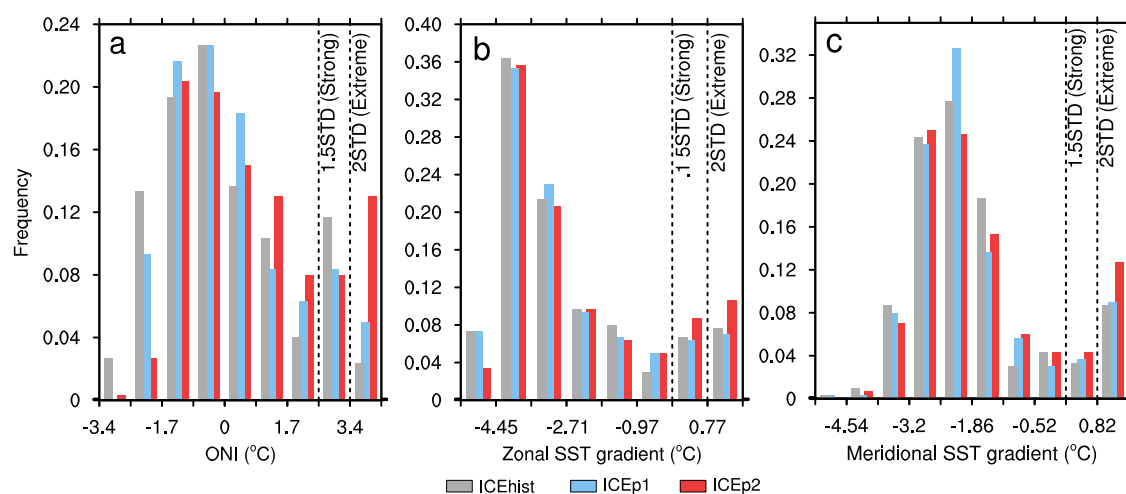 a
b
c
0.24
0.20
0.16
0.12
0.08
0.04
0
Frequency
-3.4
-1.7
0
1.7
3.4
ONI (°C)
1.5STD (Strong)
2STD (Extreme)
0.40
0.36
0.32
0.28
0.24
0.20
0.16
0.12
0.08
0.04
0
-4.45
-2.71
-0.97
0.77
Zonal SST gradient (°C)
.1 5STD (Strong)
2STD (Extreme)
0.32
0.28
0.24
0.20
0.16
0.12
0.08
0.04
0
-4.54
-3.2
-1.86
-0.52
0.82
Meridional SST gradient (°C)
1.5STD (Strong)
2STD (Extreme)
ICEhist
ICEp1
ICEp2